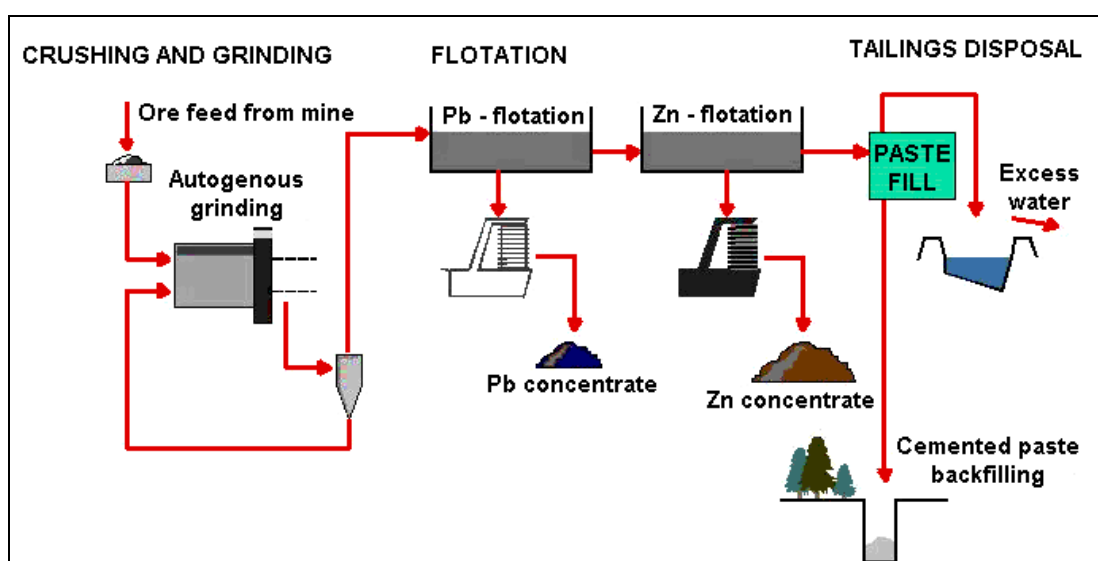 CRUSHING AND GRINDING
FLOTATION
TAILINGS DISPOSAL
Ore feed from mine
Pb - flotation
Zn - flotation
PASTE
FILL
Excess
water
Autogenous
grinding
Pb concentrate
Zn concentrate
Cemented paste
backfilling